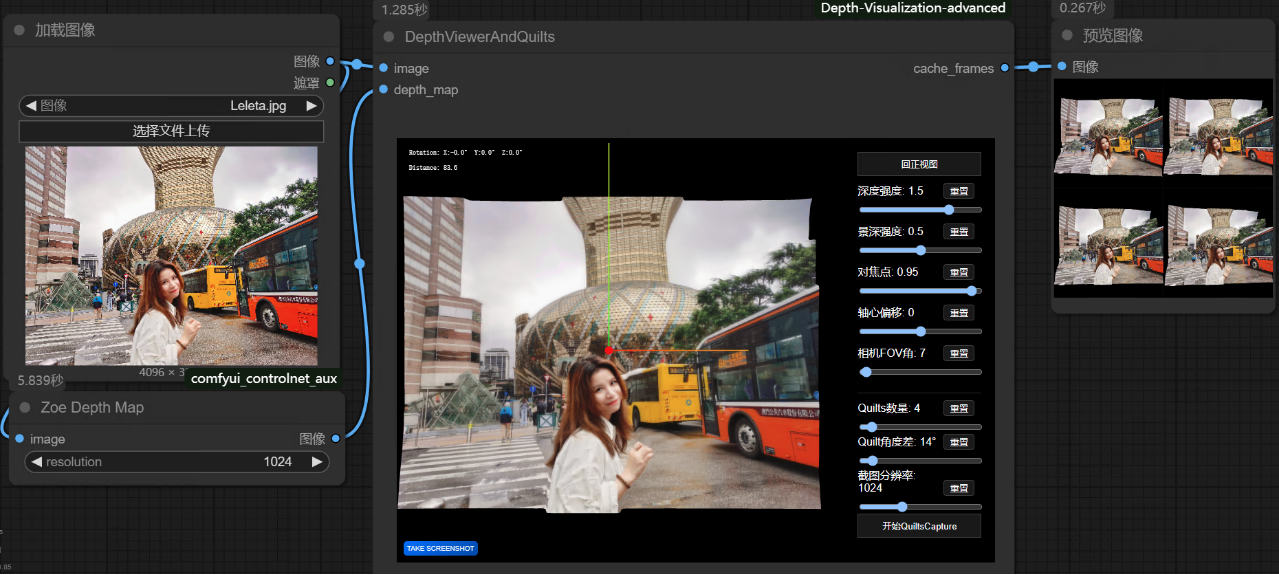 1.285秒
Depth-Visualization-advanced
0.267秒
加载图像
DepthViewerAndQuilts
预览图像
图像
遮罩
image
cache_frames
图像
depth_map
图像
Leleta.jpg
选择文件上传
Rotation: X:-0.0° Y:0.0° Z:0.0°
Distance: 83.6
回正视图
深度强度: 1.5
重置
景深强度: 0.5
重置
对焦点: 0.95
重置
轴心偏移: 0
重置
相机FOV角: 7
重置
4096 ×
5.839秒
comfyui_controlnet_aux
Zoe Depth Map
image
图像
resolution
1024
Quilts数量: 4
重置
Quilt角度差: 14°
重置
截图分辨率:
1024
重置
开始QuiltsCapture
TAKE SCREENSHOT